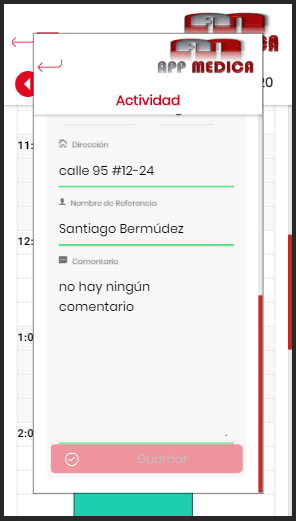 APP MEDICA
Actividad
20
11:
Dirección
calle 95 #12-24
Nombre de Referencia
Santiago Bermúdez
12:
Comentario
no hay ningún
comentario
1:0
2:0
.
Guardar